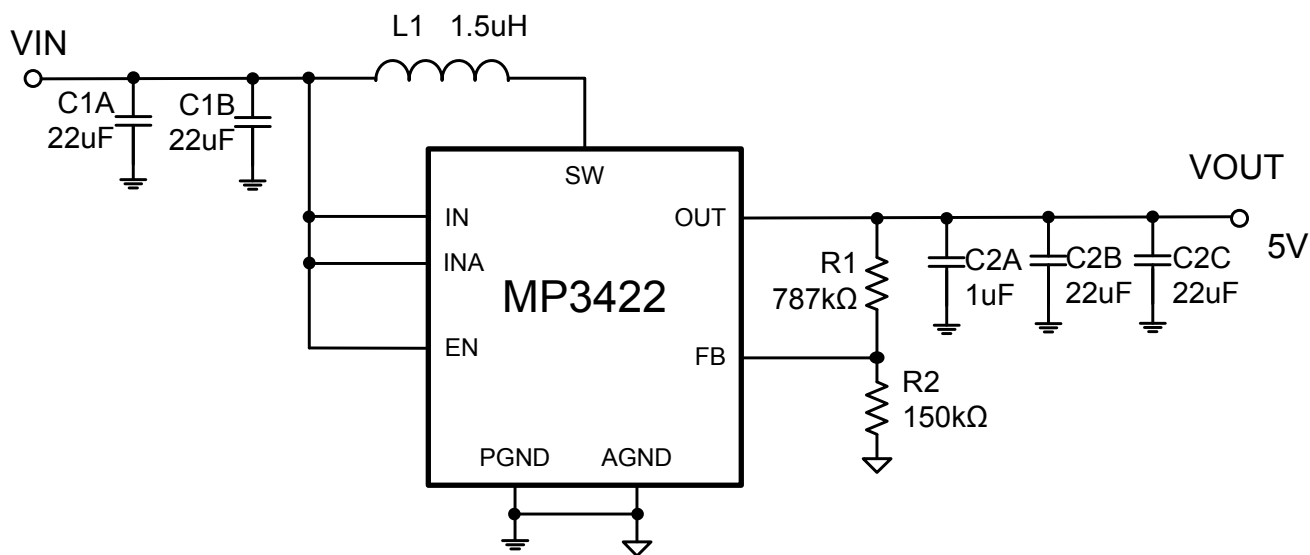 L1 1.5uH
VIN
C1A
22uF
C1B
22uF
SW
VOUT
IN
OUT
5V
INA
R1
787kΩ
C2A
1uF
C2B
22uF
C2C
22uF
MP3422
EN
FB
R2
150kΩ
PGND
AGND